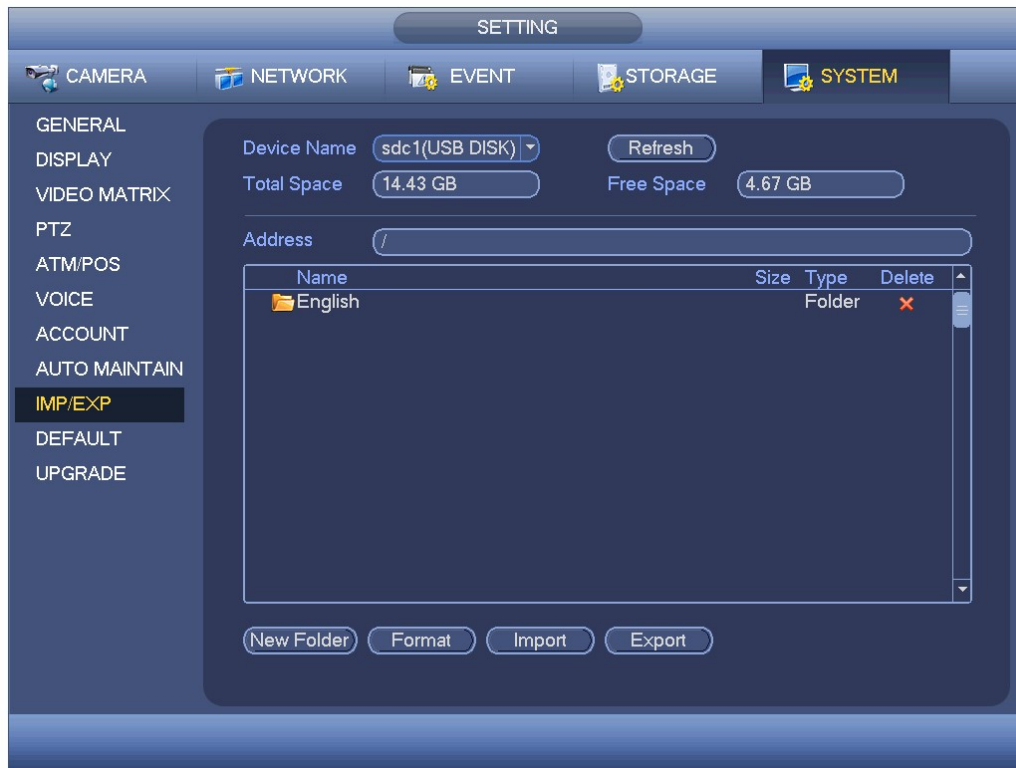 SETTING
CAMERA NETWORK EVENT STORAGE SYSTEM
GENERAL
DISPLAY
VIDEO MATRIX
PTZ
ATM/POS
VOICE
ACCOUNT
AUTO MAINTAIN
IMP/EXP
DEFAULT
UPGRADE
Device Name sdc1(USB DISK) Refresh
Total Space 14.43 GB Free Space 4.67 GB
Address /
Name Size Type Delete
English Folder
New Folder Format Import Export